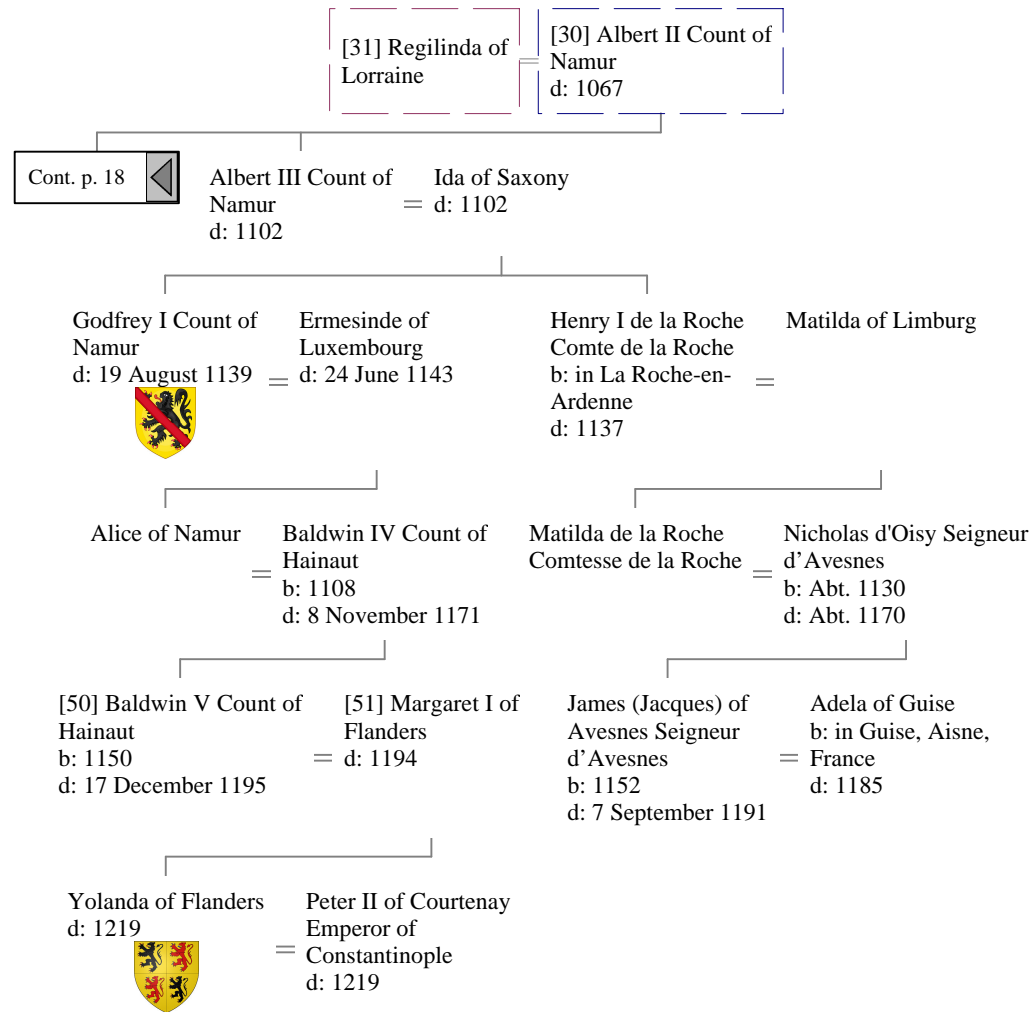 [31] Regilinda of
Lorraine
=
[30] Albert II Count of
Namur
d: 1067
Cont. p. 18
Albert III Count of
Namur
d: 1102
=
Ida of Saxony
d: 1102
Godfrey I Count of
Namur
d: 19 August 1139
=
Ermesinde of
Luxembourg
d: 24 June 1143
Henry I de la Roche
Comte de la Roche
b: in La Roche-en-
Ardenne
d: 1137
=
Matilda of Limburg
Alice of Namur
=
Baldwin IV Count of
Hainaut
b: 1108
d: 8 November 1171
Matilda de la Roche
Comtesse de la Roche
=
Nicholas d'Oisy Seigneur
d’Avesnes
b: Abt. 1130
d: Abt. 1170
[50] Baldwin V Count of
Hainaut
b: 1150
d: 17 December 1195
=
[51] Margaret I of
Flanders
d: 1194
James (Jacques) of
Avesnes Seigneur
d’Avesnes
b: 1152
d: 7 September 1191
=
Adela of Guise
b: in Guise, Aisne,
France
d: 1185
Yolanda of Flanders
d: 1219
=
Peter II of Courtenay
Emperor of
Constantinople
d: 1219